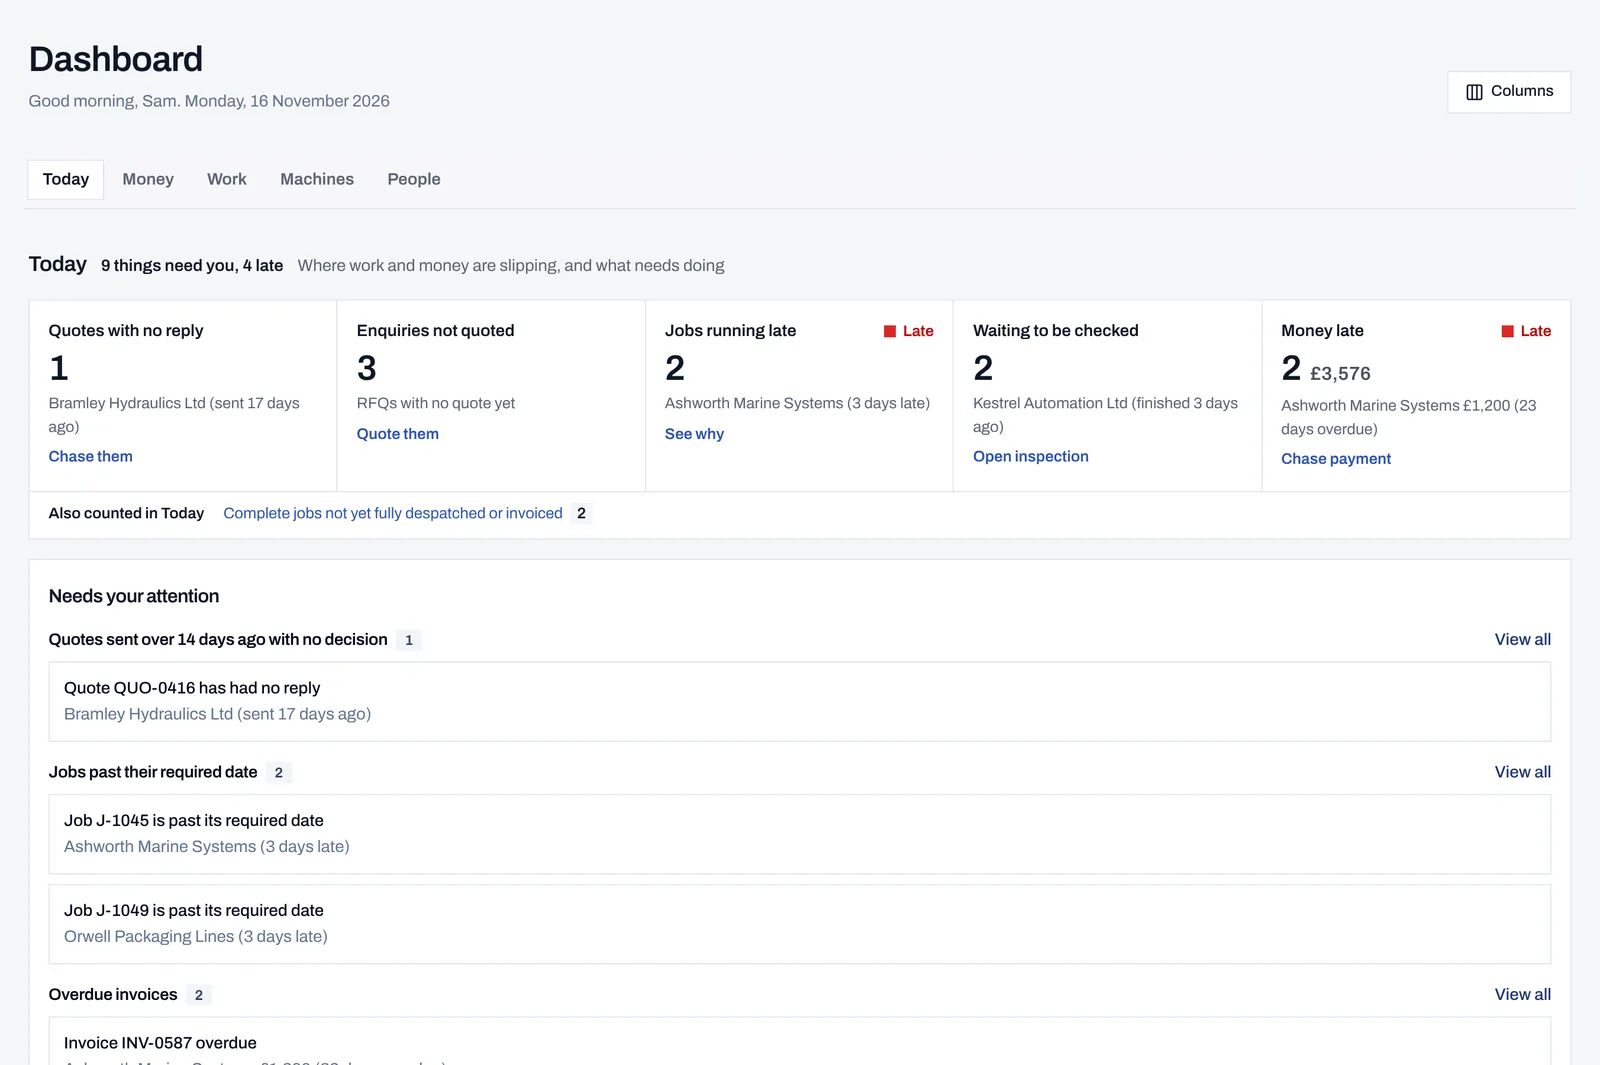 Dashboard
Good morning, Sam. Monday, 16 November 2026
Columns
Today
Money
Work
Machines
People
Today 9 things need you, 4 late Where work and money are slipping, and what needs doing
Quotes with no reply
1
Bramley Hydraulics Ltd (sent 17 days
ago)
Chase them
Enquiries not quoted
3
RFQs with no quote yet
Quote them
Jobs running late Late
2
Ashworth Marine Systems (3 days late)
See why
Waiting to be checked
2
Kestrel Automation Ltd (finished 3 days
ago)
Open inspection
Money late Late
2 £3,576
Ashworth Marine Systems £1,200 (23
days overdue)
Chase payment
Also counted in Today Complete jobs not yet fully despatched or invoiced 2
Needs your attention
Quotes sent over 14 days ago with no decision 1 View all
Quote QUO-0416 has had no reply
Bramley Hydraulics Ltd (sent 17 days ago)
Jobs past their required date 2 View all
Job J-1045 is past its required date
Ashworth Marine Systems (3 days late)
Job J-1049 is past its required date
Orwell Packaging Lines (3 days late)
Overdue invoices 2 View all
Invoice INV-0587 overdue